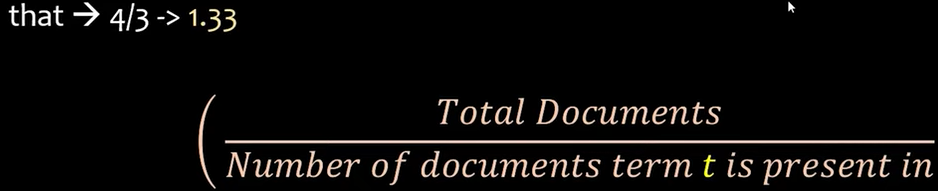 that → 4/3 -> 1.33
( Total Documents
Number of documents term t is present in